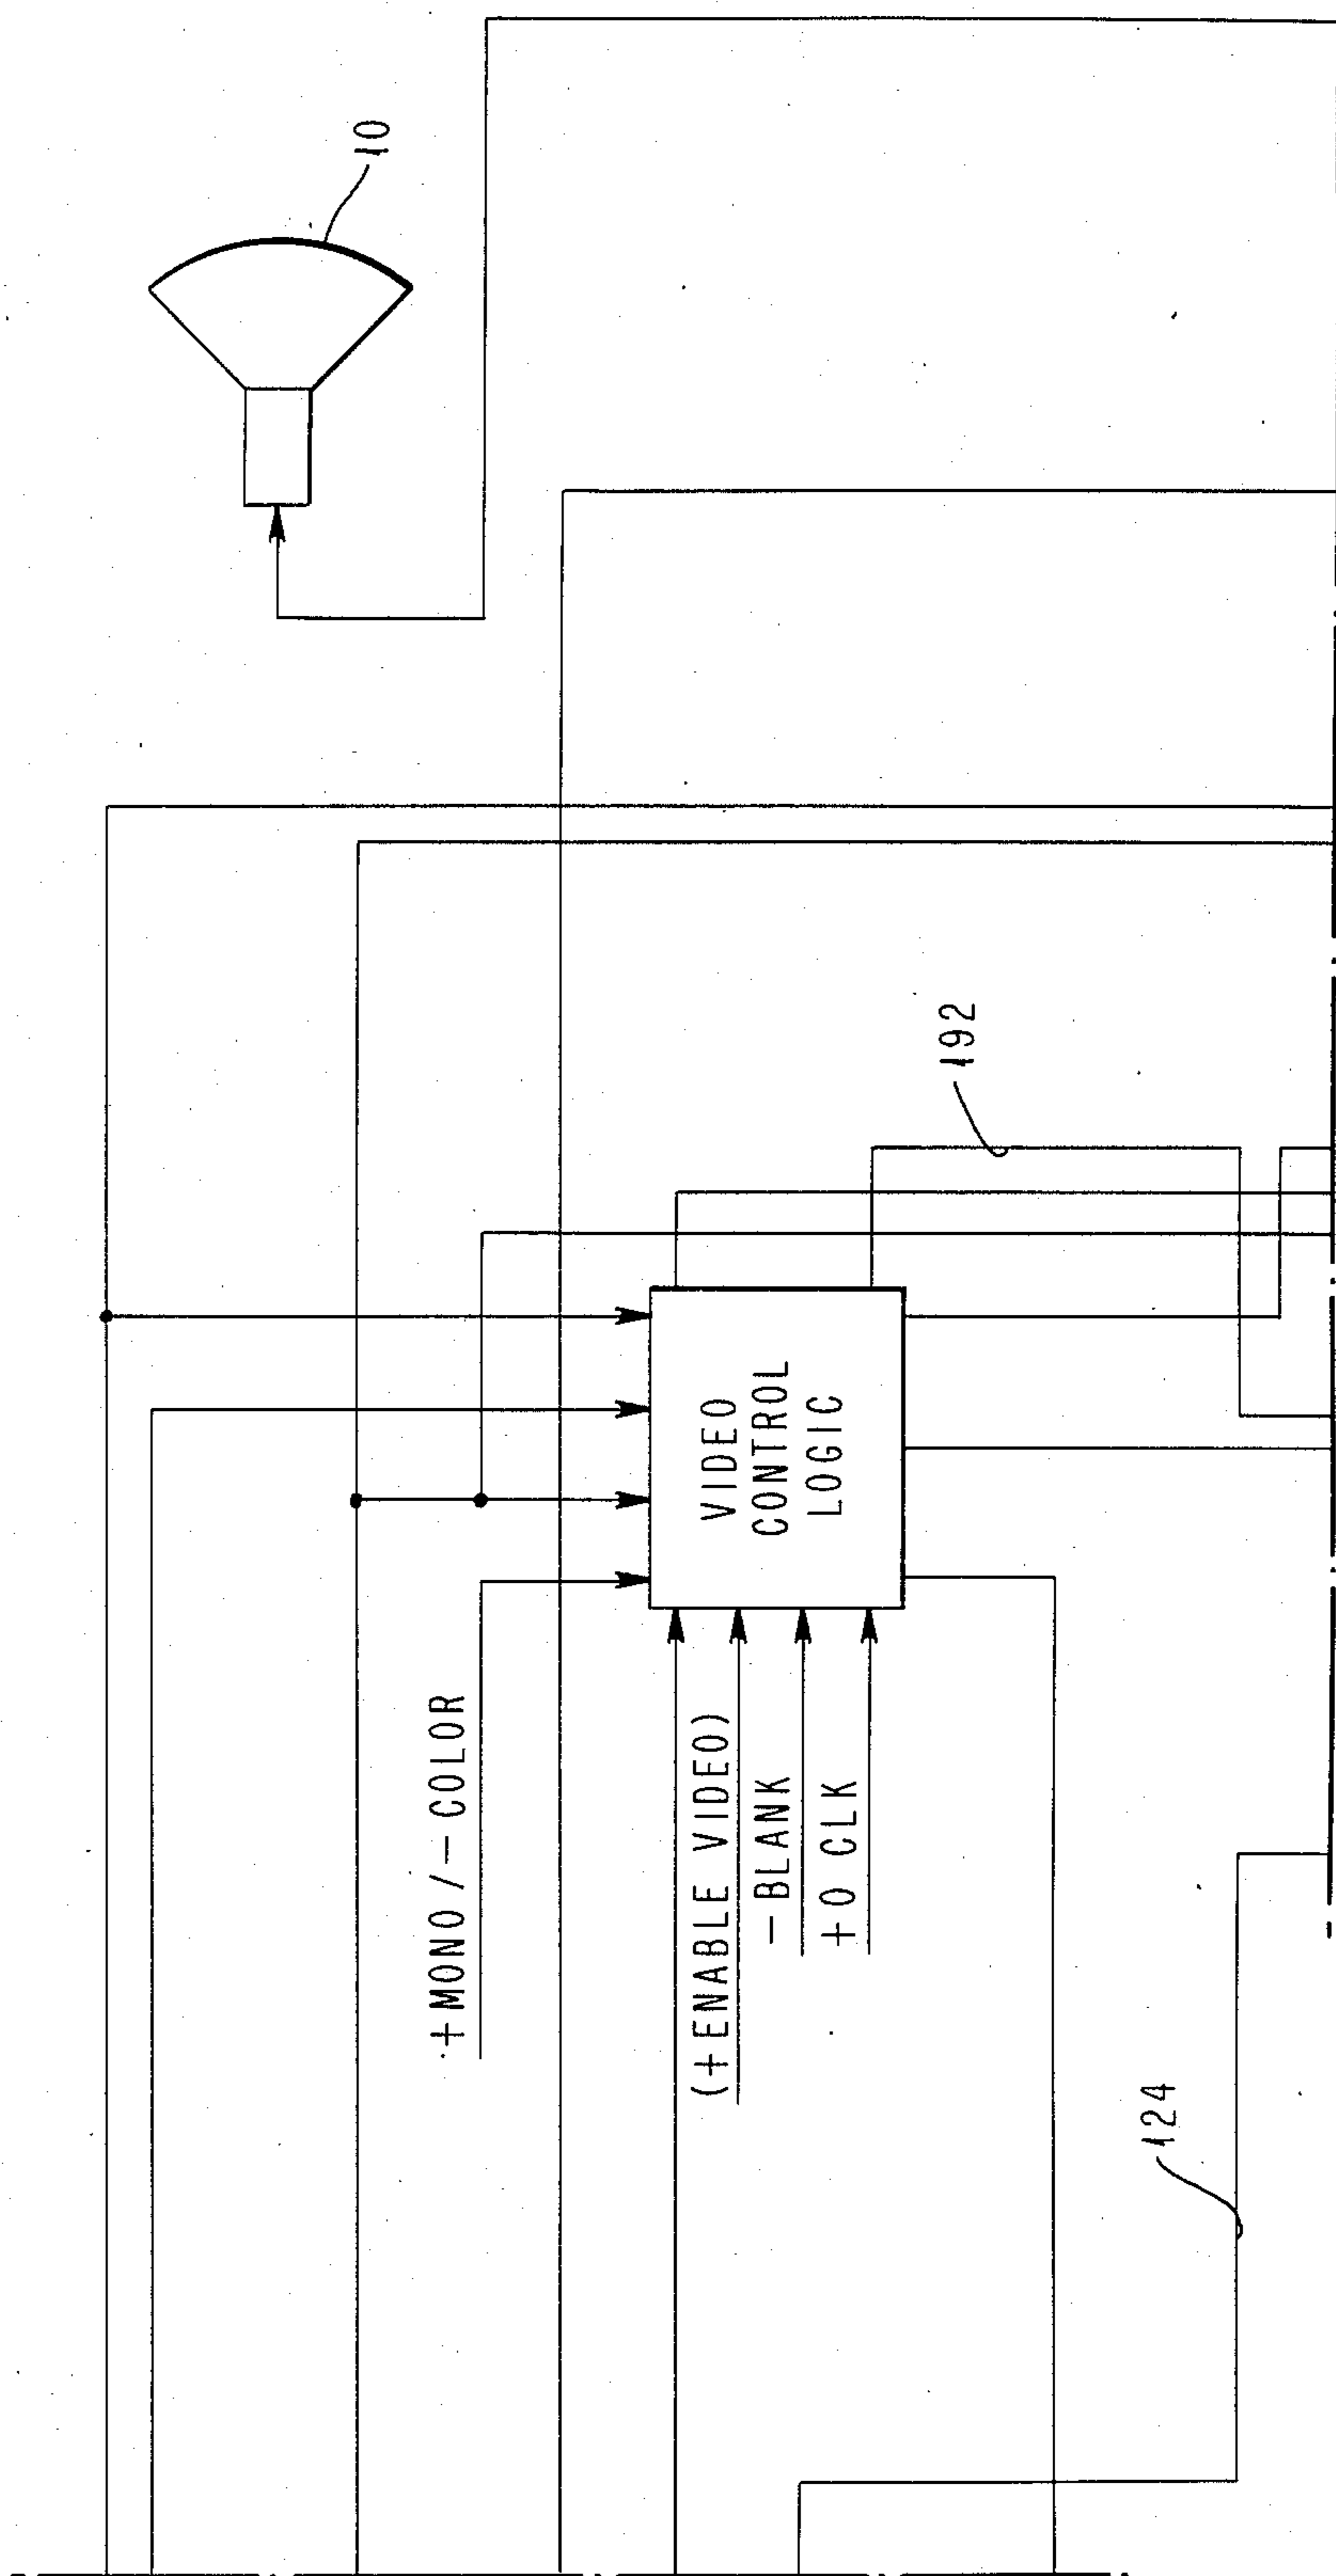 10
192
VIDEO
CONTROL
LOGIC
+MONO/-COLOR
(+ENABLE VIDEO)
-BLANK
+0 CLK
124